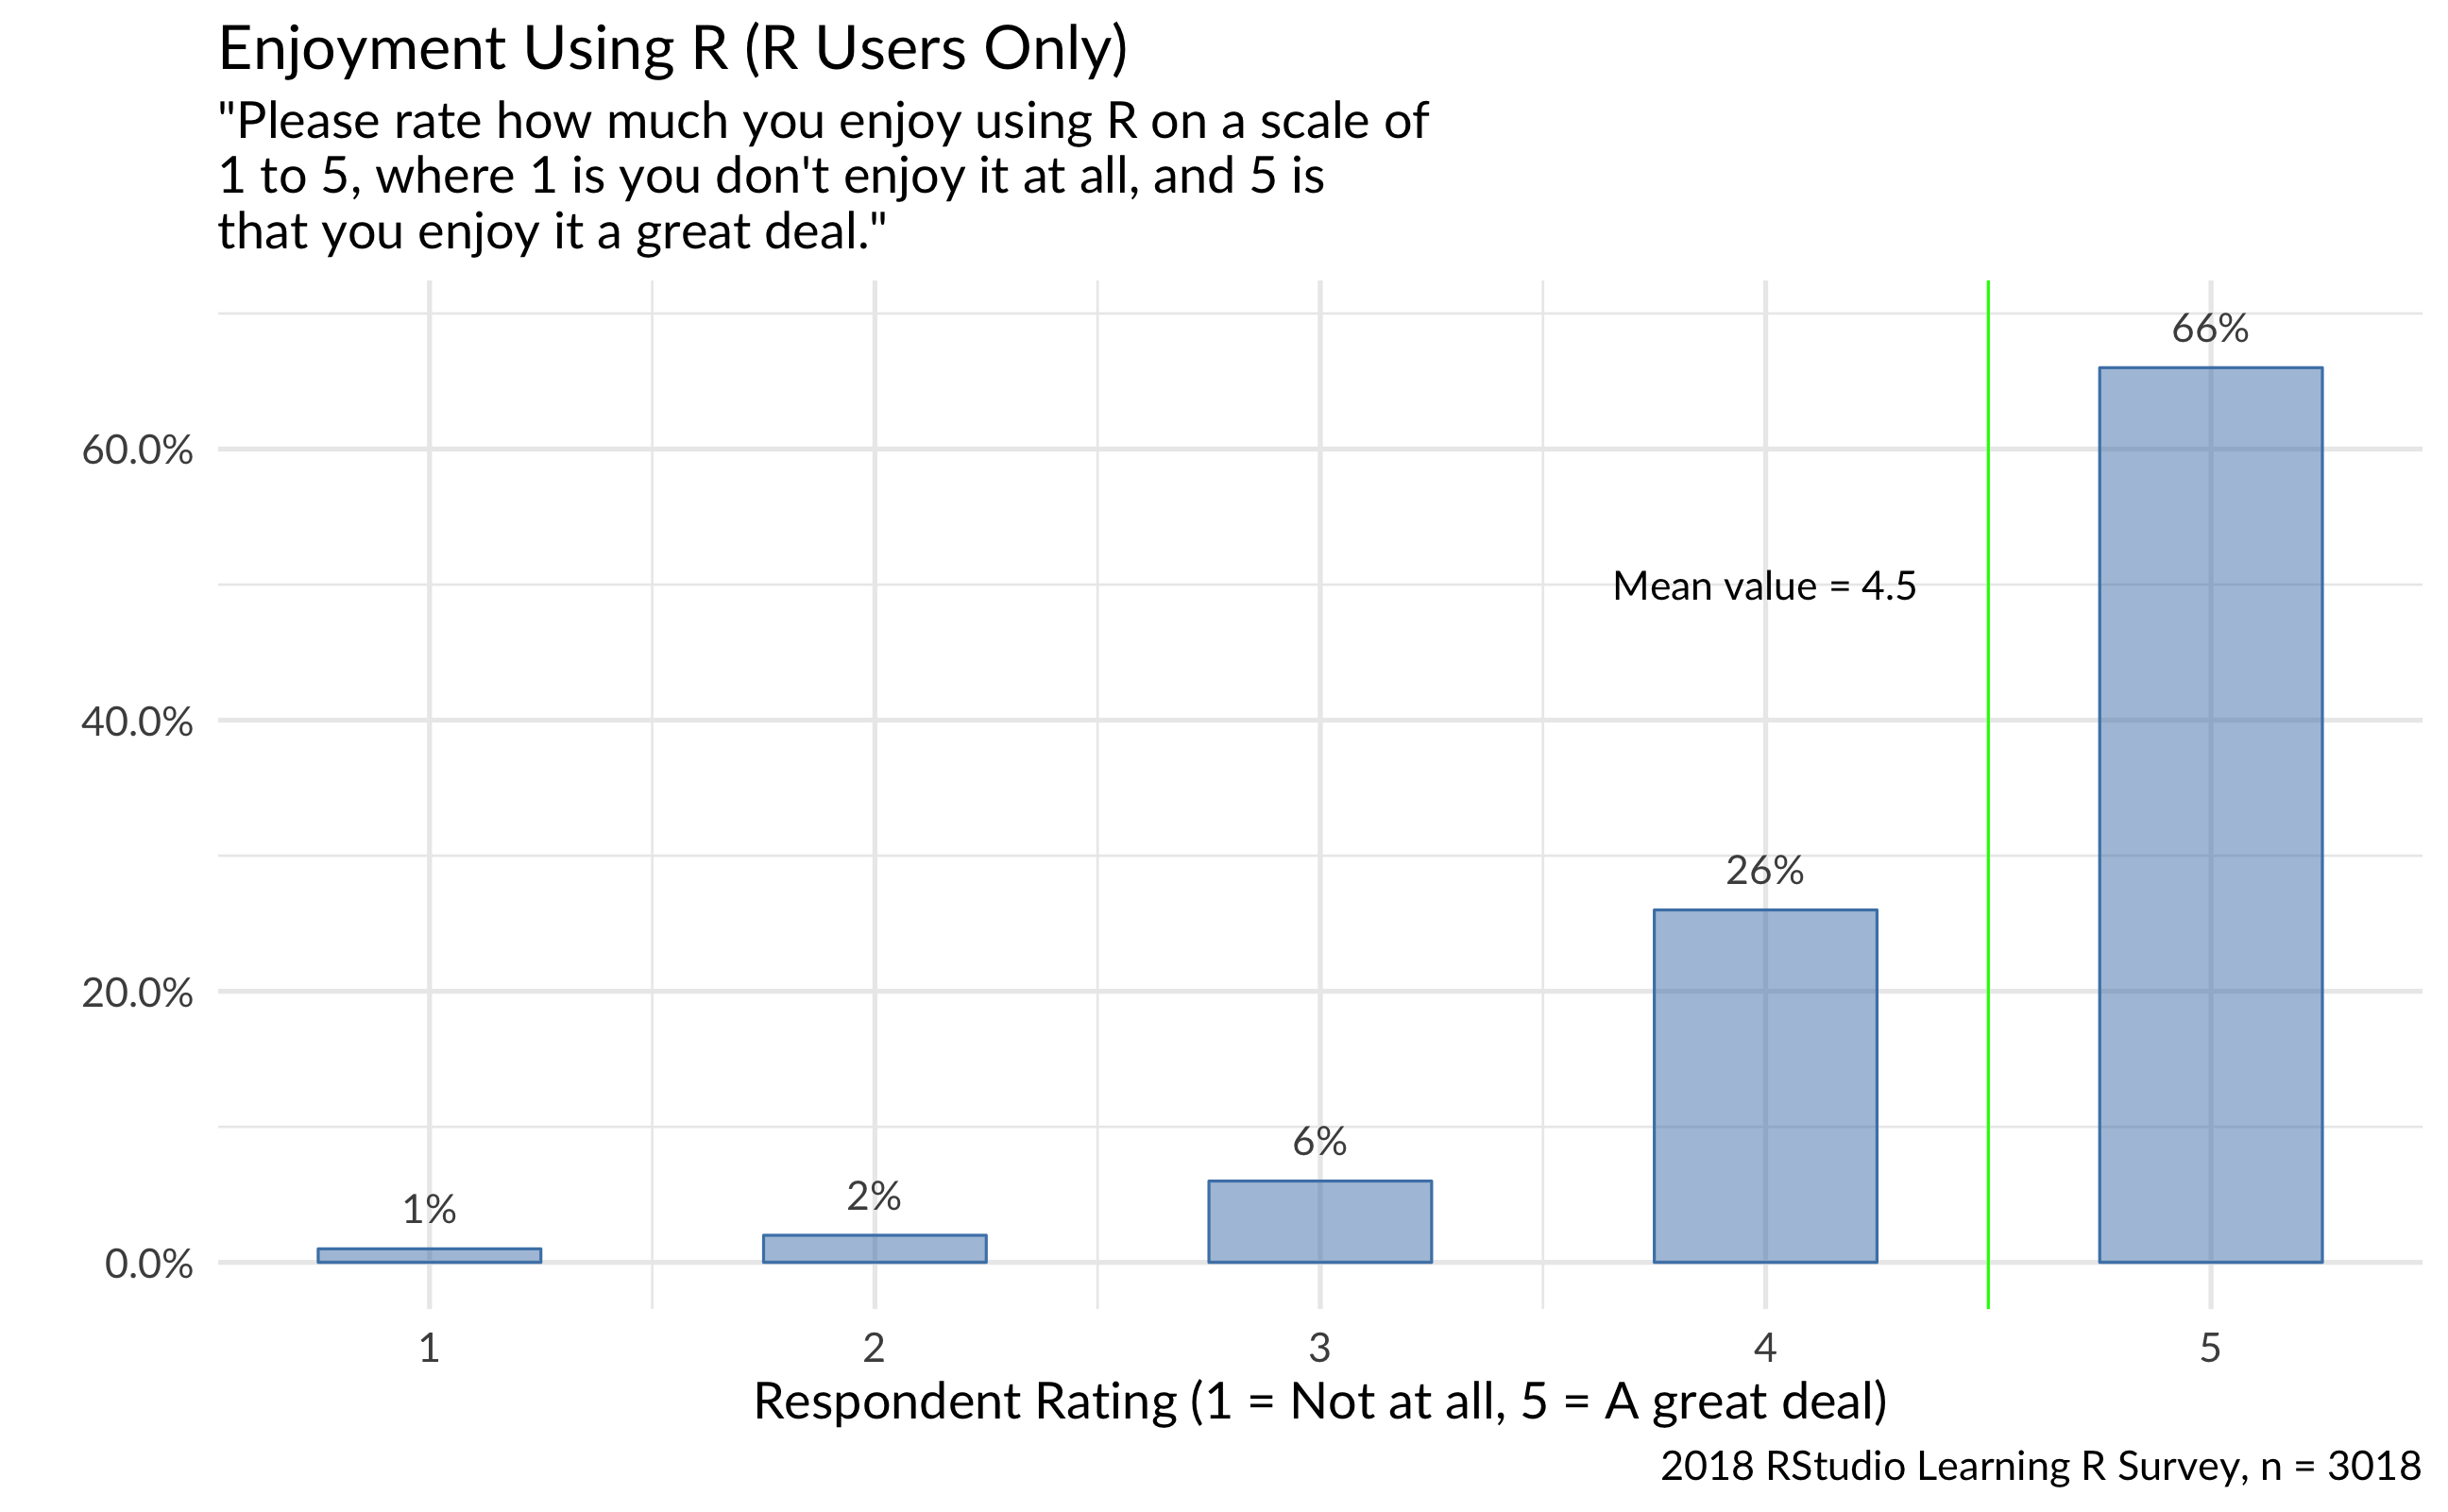 Enjoyment Using R (R Users Only)
"Please rate how much you enjoy using R on a scale of
1 to 5, where 1 is you don't enjoy it at all, and 5 is
that you enjoy it a great deal."
66%
60.0%
Mean value = 4.5
40.0%
26%
20.0%
6%
2%
1%
0.0%
1 2 3 4 5
Respondent Rating (1 = Not at all, 5 = A great deal)
2018 RStudio Learning R Survey, n = 3018